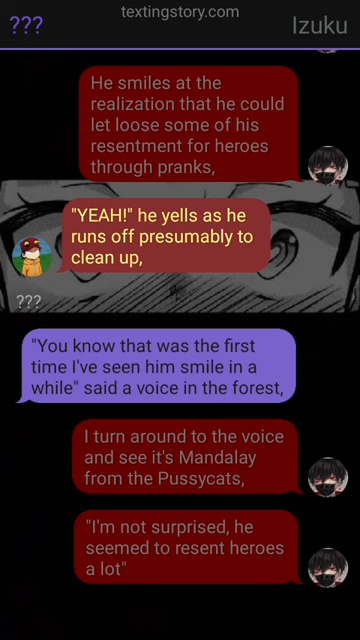 textingstory.com
??? Izuku
He smiles at the
realization that he could
let loose some of his
resentment for heroes
through pranks,
"YEAH!" he yells as he
runs off presumably to
clean up,
???
"You know that was the first
time I've seen him smile in a
while" said a voice in the forest,
I turn around to the voice
and see it's Mandalay
from the Pussycats,
"I'm not surprised, he
seemed to resent heroes
a lot"